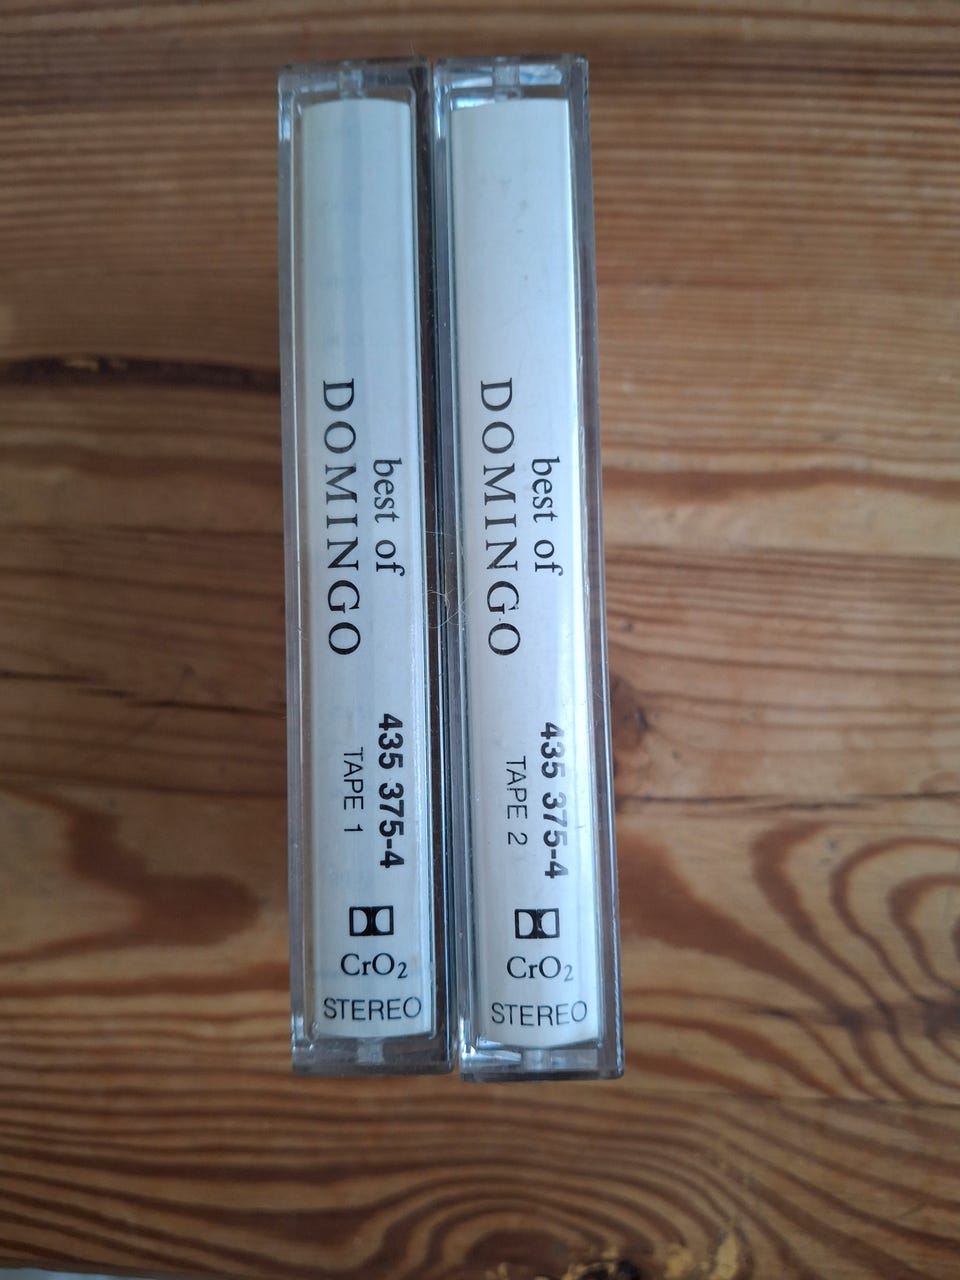 best of
DOMINGO
435 375-4
TAPE 1
CrO₂
STEREO
best of
DOMINGO
435 375-4
TAPE 2
CrO₂
STEREO